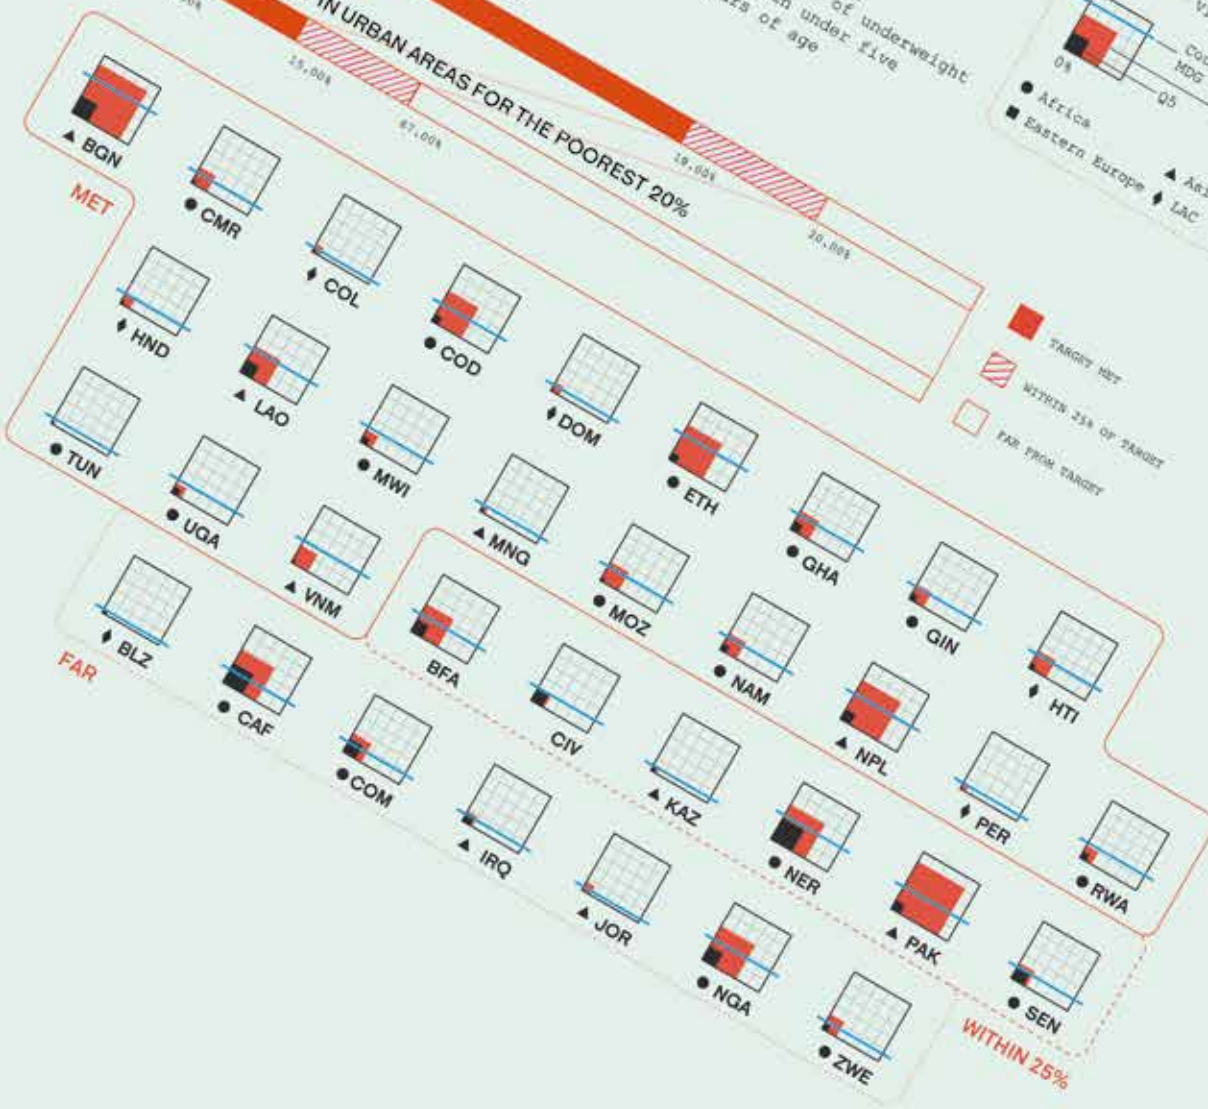 of underweight
under five
of age
IN URBAN AREAS FOR THE POOREST 20%
15,00%
67,00%
10,00%
20,00%
0%
MDG
Q5
Africa
Eastern Europe
LAC
TARGET MET
WITHIN 25% OF TARGET
FAR FROM TARGET
MET
BGN
CMR
COL
COD
DOM
ETH
GHA
GIN
HTI
HND
LAO
MWI
MNG
MOZ
NAM
NPL
PER
RWA
TUN
UGA
VNM
BFA
CIV
KAZ
NER
PAK
SEN
WITHIN 25%
FAR
BLZ
CAF
COM
IRQ
JOR
NGA
ZWE